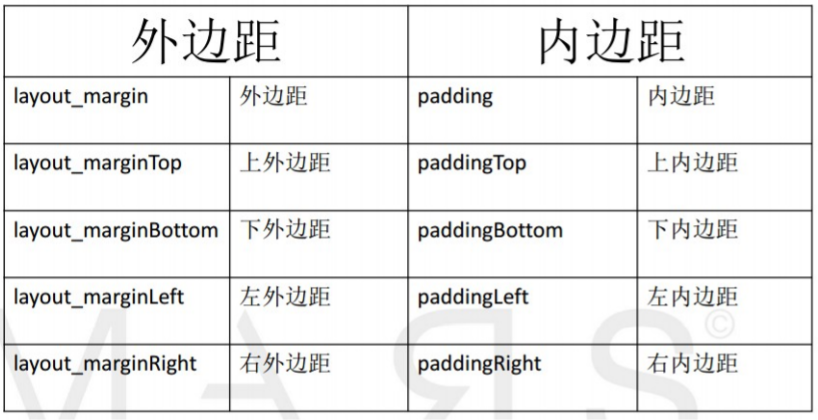 外边距 内边距
layout_margin 外边距 padding 内边距
layout_marginTop 上外边距 paddingTop 上内边距
layout_marginBottom 下外边距 paddingBottom 下内边距
layout_marginLeft 左外边距 paddingLeft 左内边距
layout_marginRight 右外边距 paddingRight 右内边距
MARS©